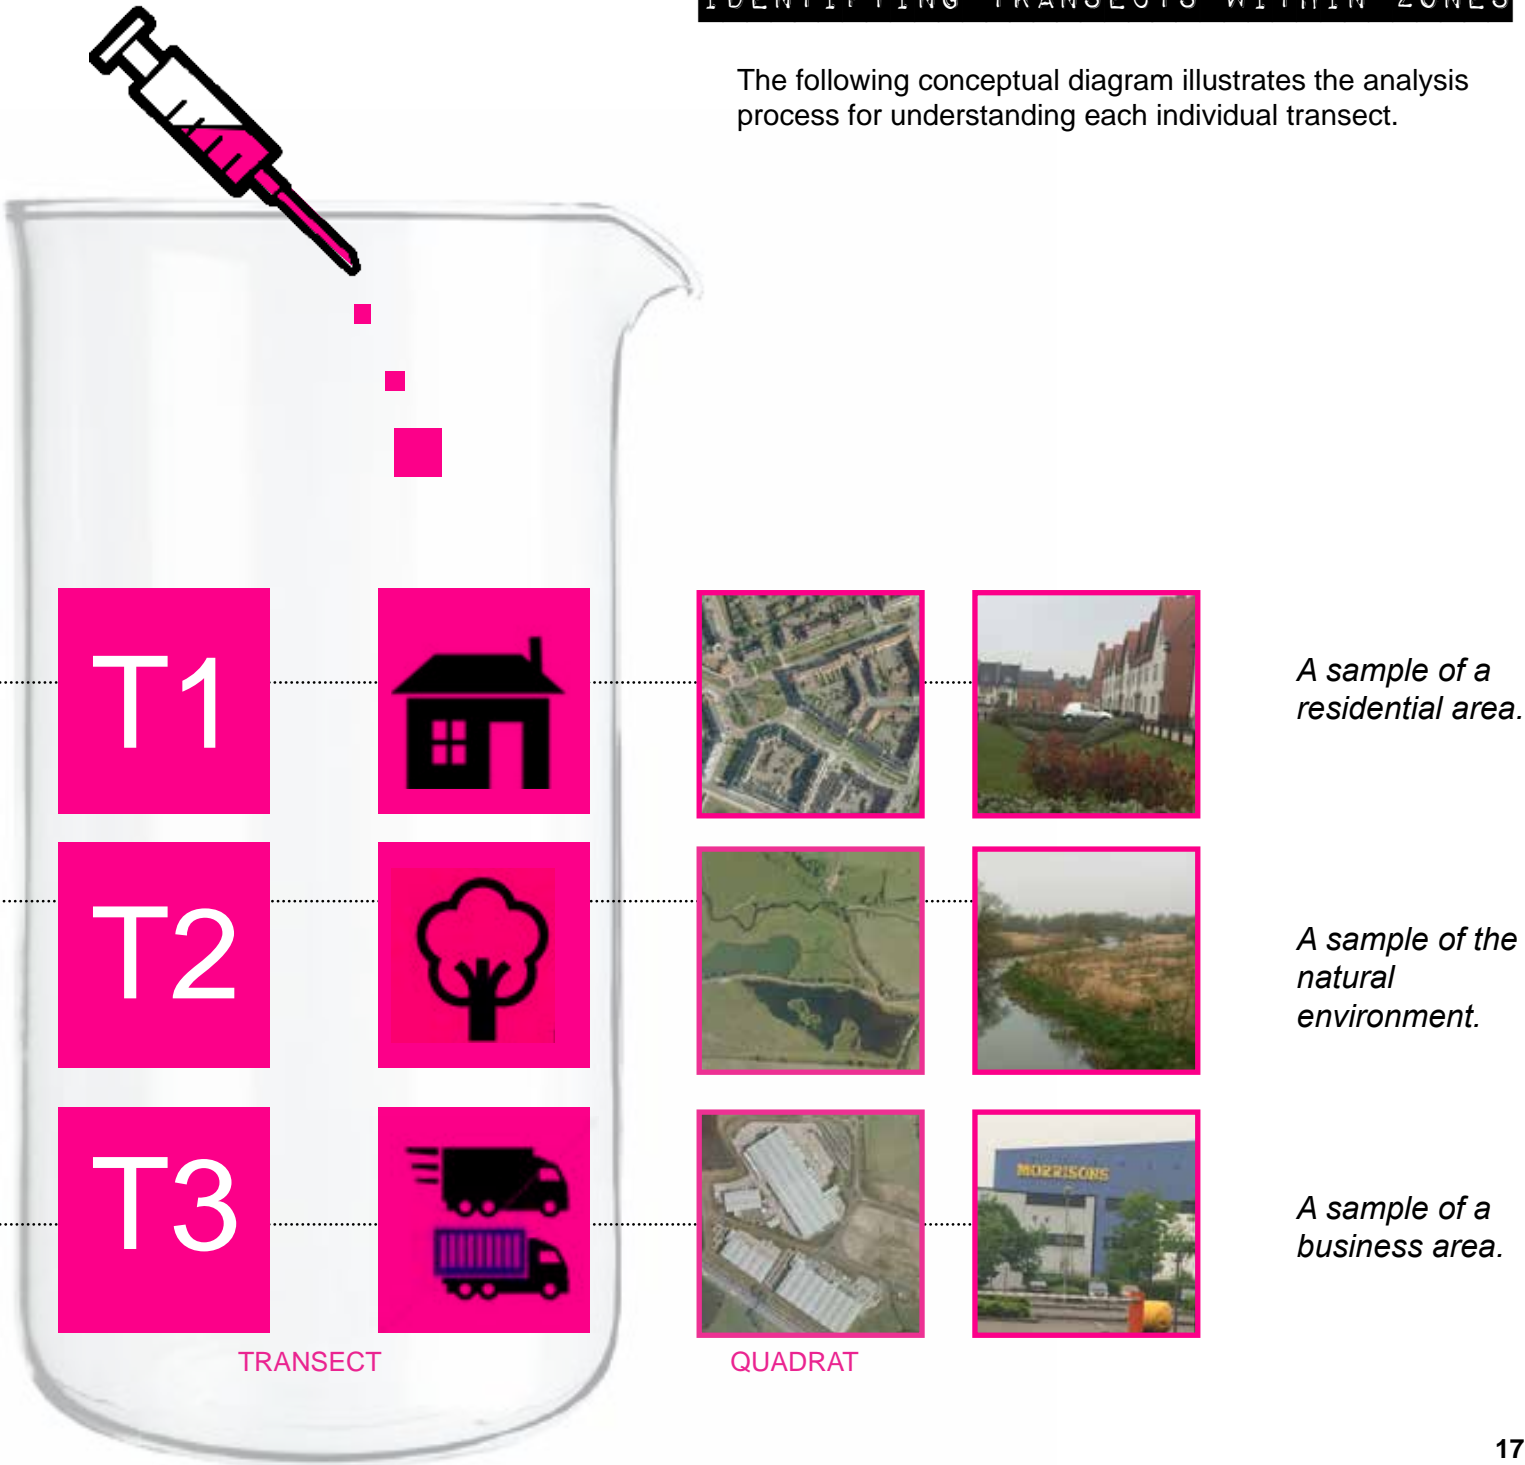 IDENTIFYING TRANSECTS WITHIN ZONES
The following conceptual diagram illustrates the analysis
process for understanding each individual transect.
T1
A sample of a
residential area.
T2
A sample of the
natural
environment.
T3
MORRISONS
A sample of a
business area.
TRANSECT
QUADRAT
17